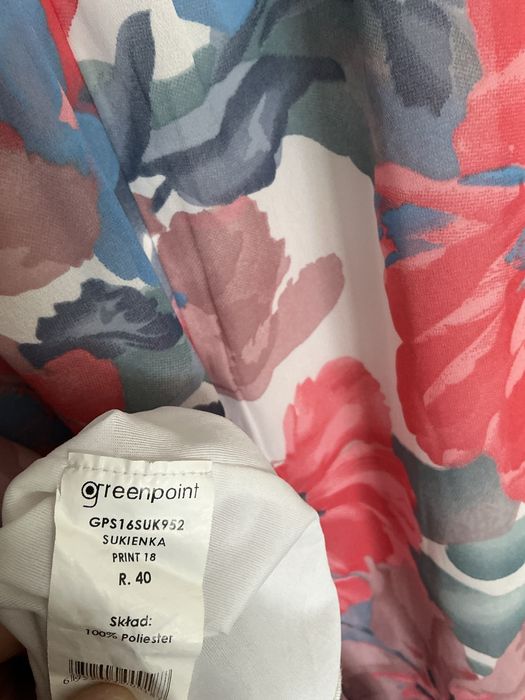 greenpoint
GPS16SUK952
SUKIENKA
PRINT 18
R. 40
Skład:
100% Poliester